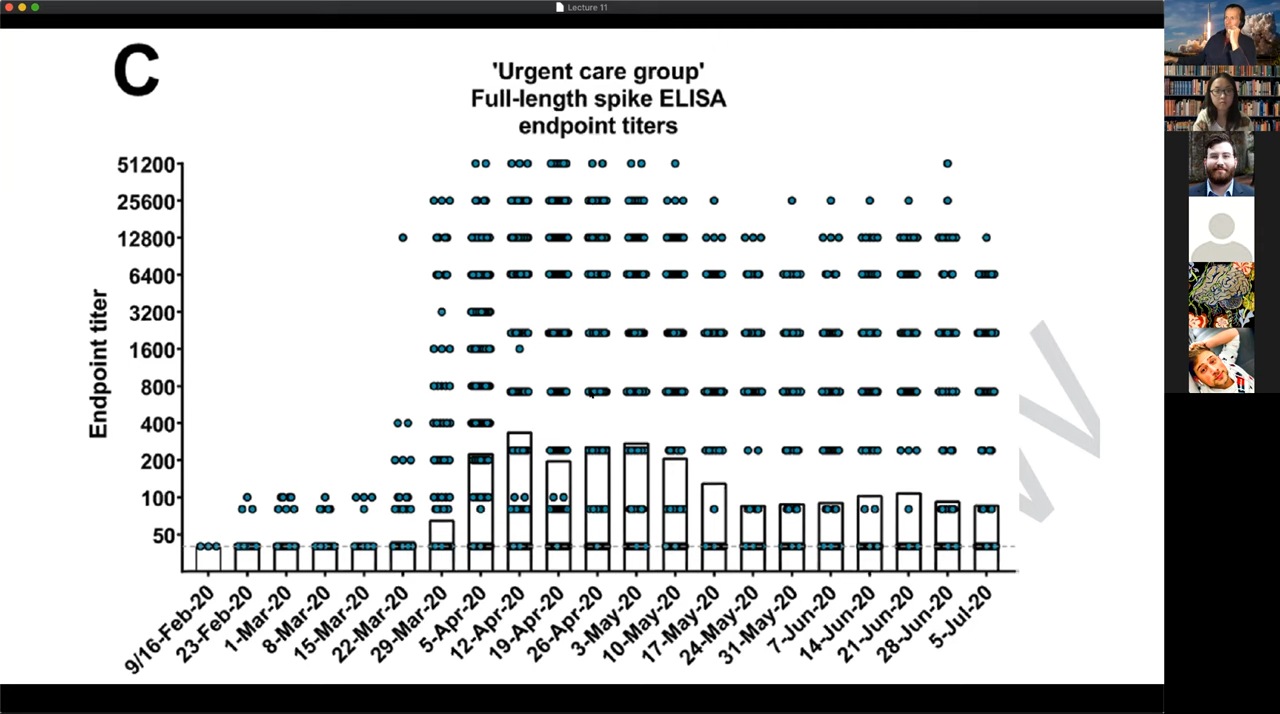 Lecture 11
C
'Urgent care group'
Full-length spike ELISA
endpoint titers
Endpoint titer
51200
25600
12800
6400
3200
1600
800
400
200
100
50
9/16-Feb-20
23-Feb-20
1-Mar-20
8-Mar-20
15-Mar-20
22-Mar-20
29-Mar-20
5-Apr-20
12-Apr-20
19-Apr-20
26-Apr-20
3-May-20
10-May-20
17-May-20
24-May-20
31-May-20
7-Jun-20
14-Jun-20
21-Jun-20
28-Jun-20
5-Jul-20